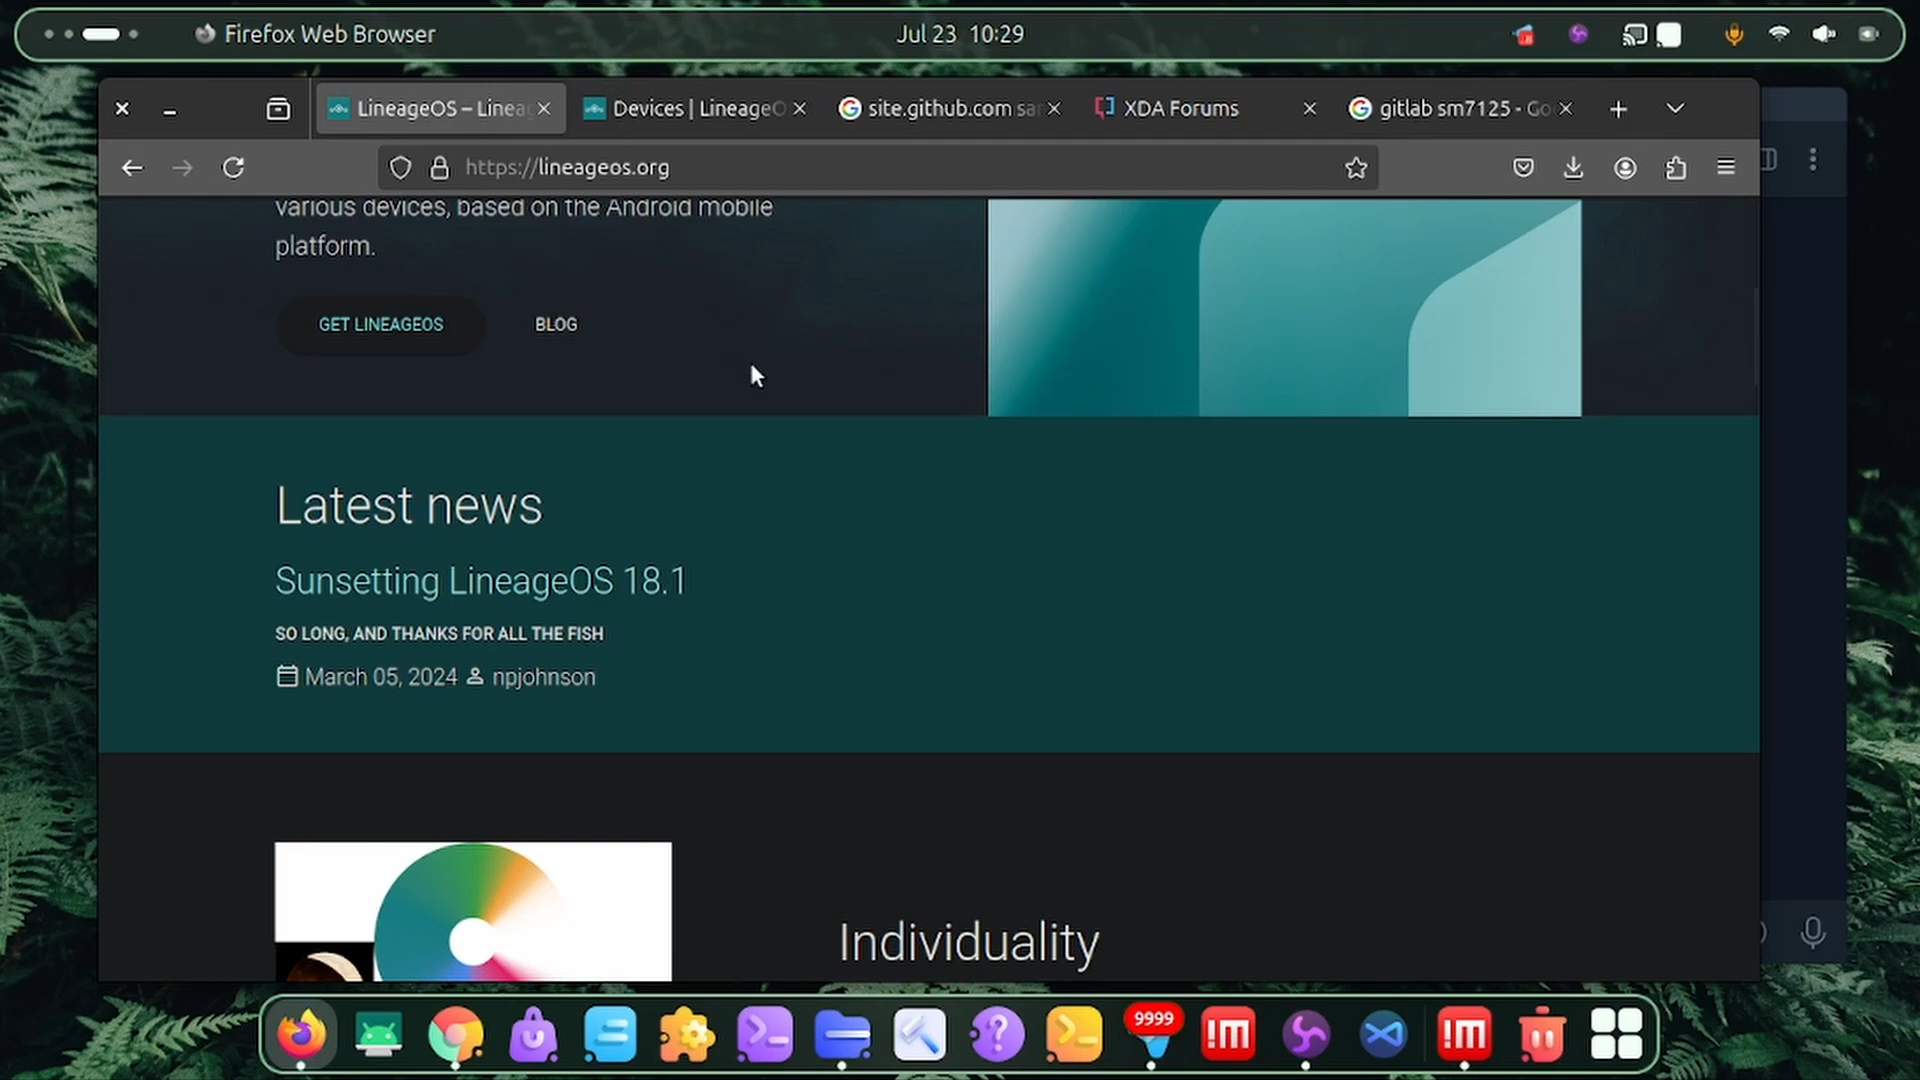 Firefox Web Browser
Jul 23 10:29
LineageOS – Lineag
Devices | LineageO
site.github.com sa
XDA Forums
gitlab sm7125 - Go
https://lineageos.org
various devices, based on the Android mobile
platform.
GET LINEAGEOS
BLOG
Latest news
Sunsetting LineageOS 18.1
SO LONG, AND THANKS FOR ALL THE FISH
March 05, 2024 npjohnson
Individuality
9999
!M
!M